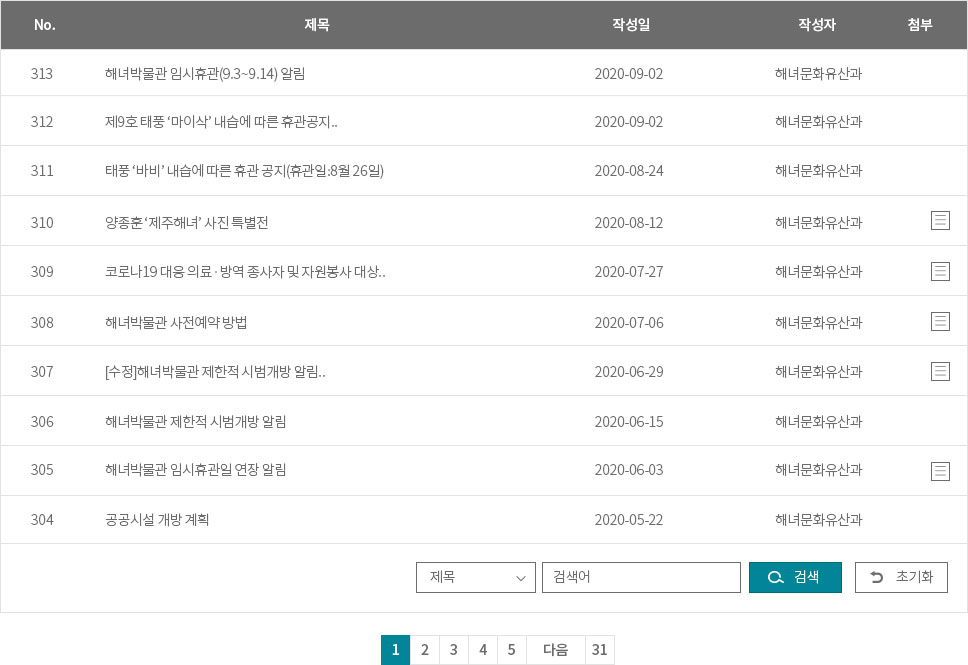 No. 제목 작성일 작성자 첨부
313 해녀박물관 임시휴관(9.3~9.14) 알림 2020-09-02 해녀문화유산과
312 제9호 태풍 ‘마이삭’ 내습에 따른 휴관공지.. 2020-09-02 해녀문화유산과
311 태풍 ‘바비’ 내습에 따른 휴관 공지(휴관일:8월 26일) 2020-08-24 해녀문화유산과
310 양종훈 ‘제주해녀’ 사진 특별전 2020-08-12 해녀문화유산과
309 코로나19 대응 의료 · 방역 종사자 및 자원봉사 대상.. 2020-07-27 해녀문화유산과
308 해녀박물관 사전예약 방법 2020-07-06 해녀문화유산과
307 [수정]해녀박물관 제한적 시범개방 알림.. 2020-06-29 해녀문화유산과
306 해녀박물관 제한적 시범개방 알림 2020-06-15 해녀문화유산과
305 해녀박물관 임시휴관일 연장 알림 2020-06-03 해녀문화유산과
304 공공시설 개방 계획 2020-05-22 해녀문화유산과
제목 검색어 검색 초기화
1 2 3 4 5 다음 31